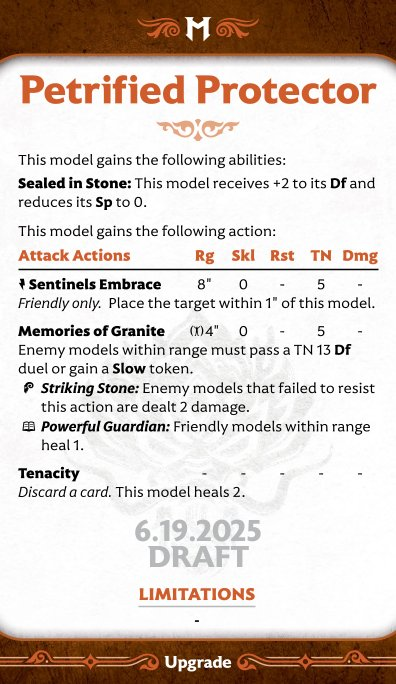 M
Petrified Protector
This model gains the following abilities:
Sealed in Stone: This model receives +2 to its Df and
reduces its Sp to 0.
This model gains the following action:
Attack Actions Rg Skl Rst TN Dmg
Sentinels Embrace 8" 0 - 5 -
Friendly only. Place the target within 1" of this model.
Memories of Granite 4" 0 - 5 -
Enemy models within range must pass a TN 13 Df
duel or gain a Slow token.
Striking Stone: Enemy models that failed to resist
this action are dealt 2 damage.
Powerful Guardian: Friendly models within range
heal 1.
Tenacity - - - - -
Discard a card. This model heals 2.
6.19.2025
DRAFT
LIMITATIONS
-
Upgrade